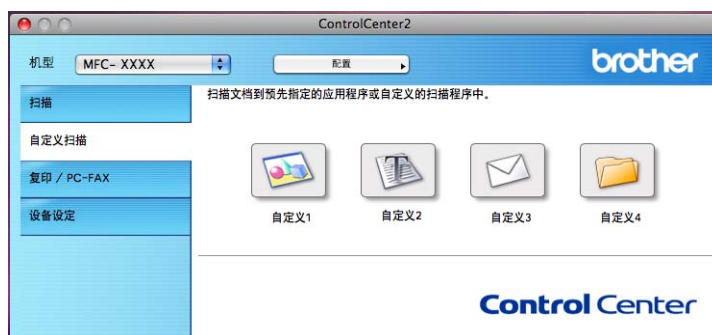 ControlCenter2
机型 MFC- XXXX 配置 brother
扫描
扫描文档到预先指定的应用程序或自定义的扫描程序中。
自定义扫描
复印 / PC-FAX
设备设定
自定义1 自定义2 自定义3 自定义4
Control Center